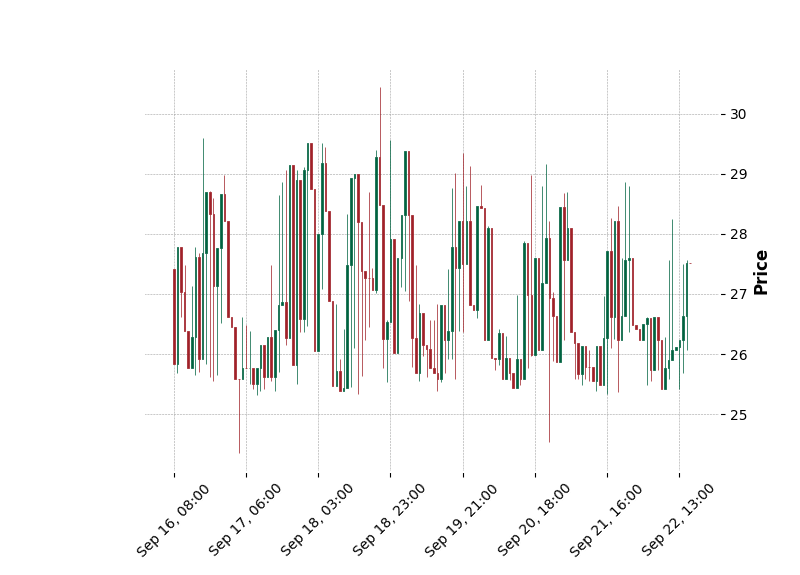 30
29
28
27
26
25
Price
Sep 16, 08:00
Sep 17, 06:00
Sep 18, 03:00
Sep 18, 23:00
Sep 19, 21:00
Sep 20, 18:00
Sep 21, 16:00
Sep 22, 13:00